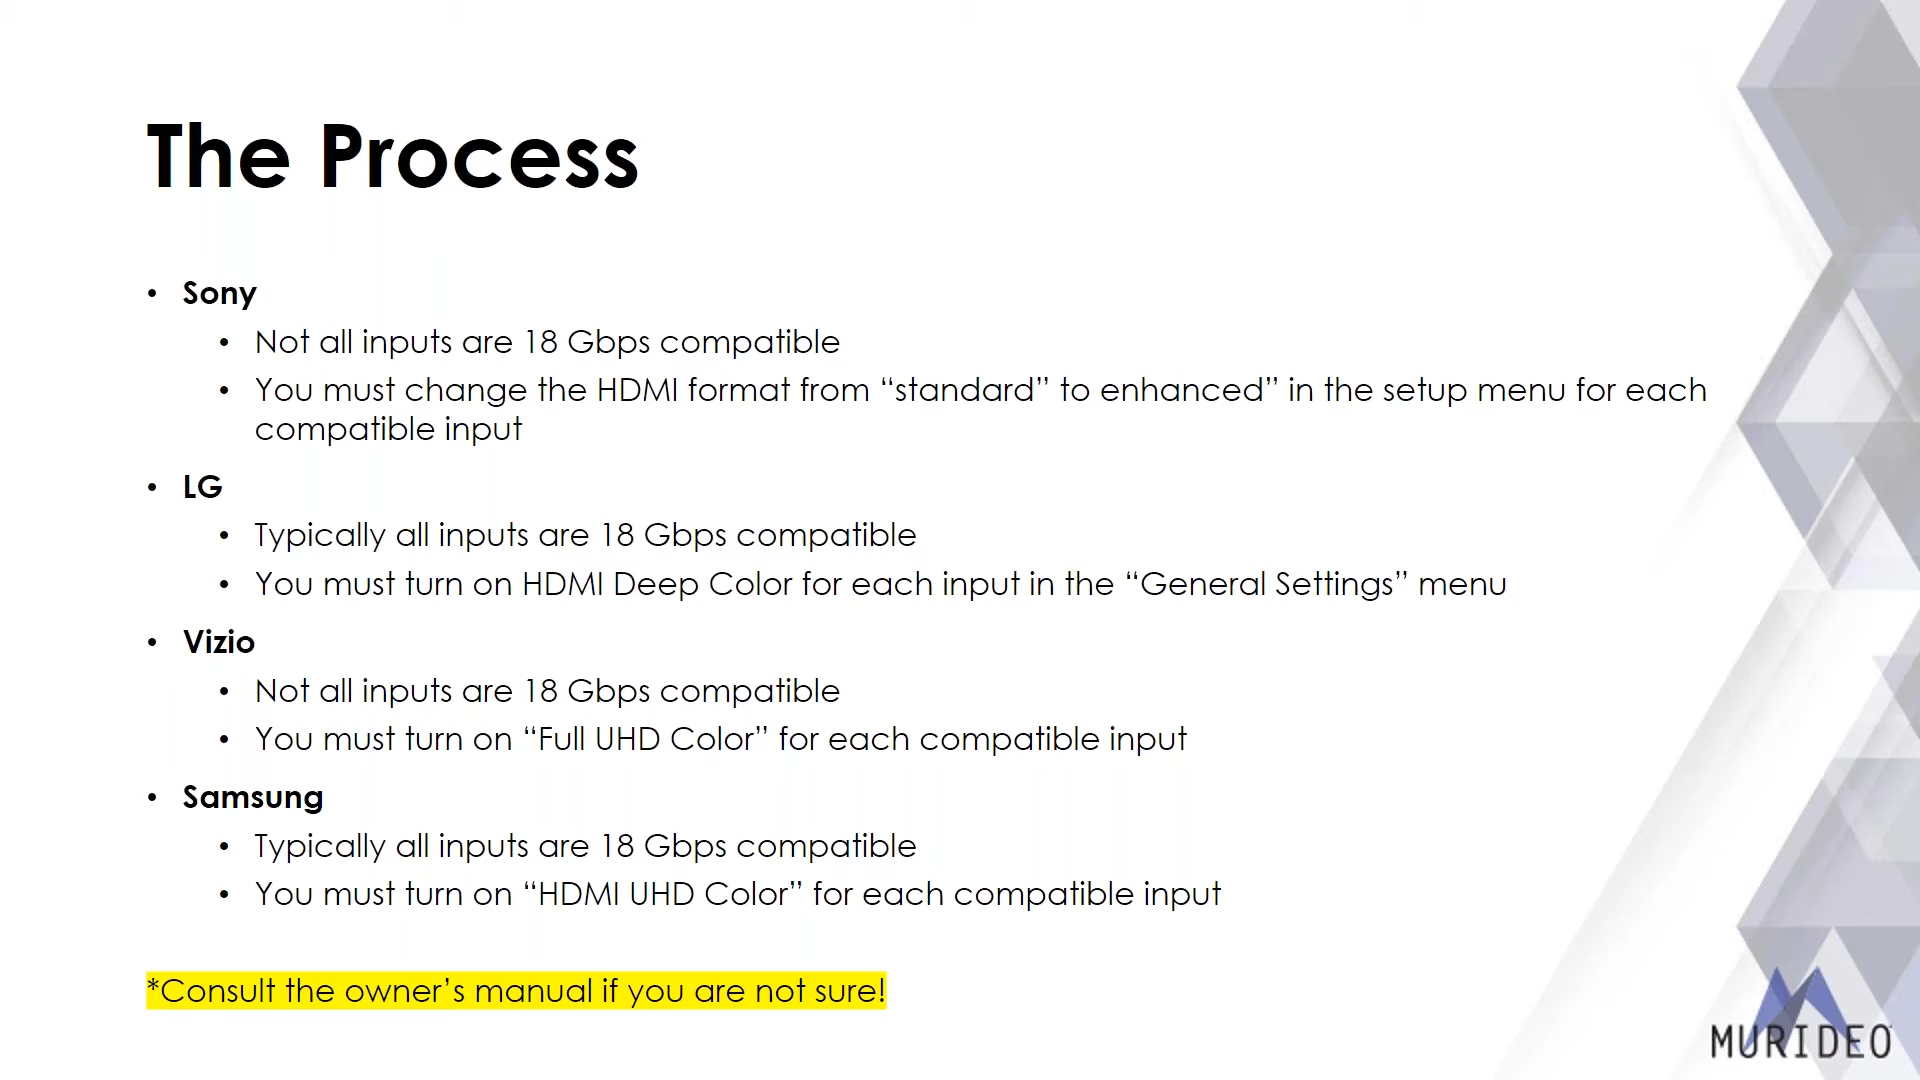 The Process
• Sony
• Not all inputs are 18 Gbps compatible
• You must change the HDMI format from “standard” to enhanced” in the setup menu for each
compatible input
• LG
• Typically all inputs are 18 Gbps compatible
• You must turn on HDMI Deep Color for each input in the “General Settings” menu
• Vizio
• Not all inputs are 18 Gbps compatible
• You must turn on “Full UHD Color” for each compatible input
• Samsung
• Typically all inputs are 18 Gbps compatible
• You must turn on “HDMI UHD Color” for each compatible input
*Consult the owner’s manual if you are not sure!
MURIDEO